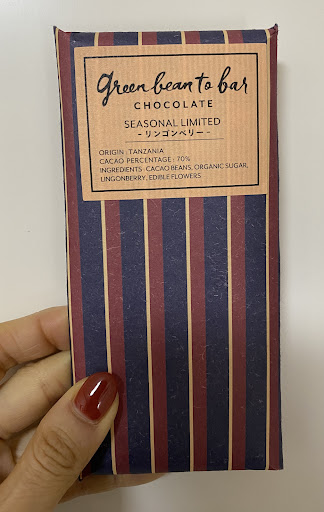 green bean to bar
CHOCOLATE
SEASONAL LIMITED
- リンゴンベリー -
ORIGIN : TANZANIA
CACAO PERCENTAGE : 70%
INGREDIENTS : CACAO BEANS, ORGANIC SUGAR,
LINGONBERRY, EDIBLE FLOWERS